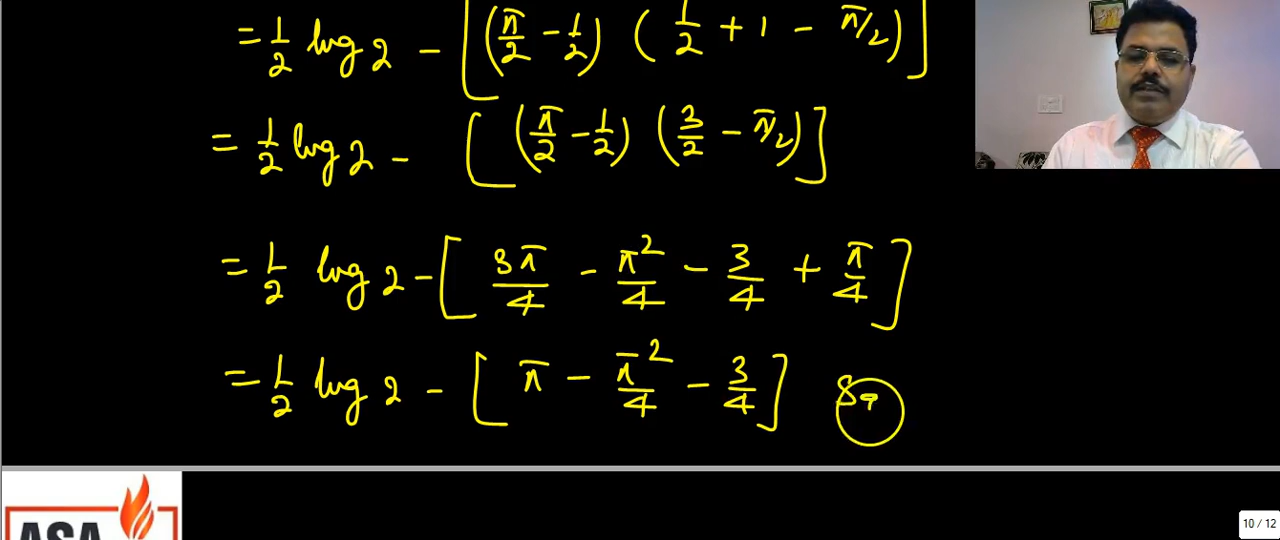 = 1/2 log 2 - [(π/2 - 1/2) (1/2 + 1 - π/2)]
= 1/2 log 2 - [(π/2 - 1/2) (3/2 - π/2)]
= 1/2 log 2 - [3π/4 - π²/4 - 3/4 + π/4]
= 1/2 log 2 - [π - π²/4 - 3/4]
ASA
10 / 12